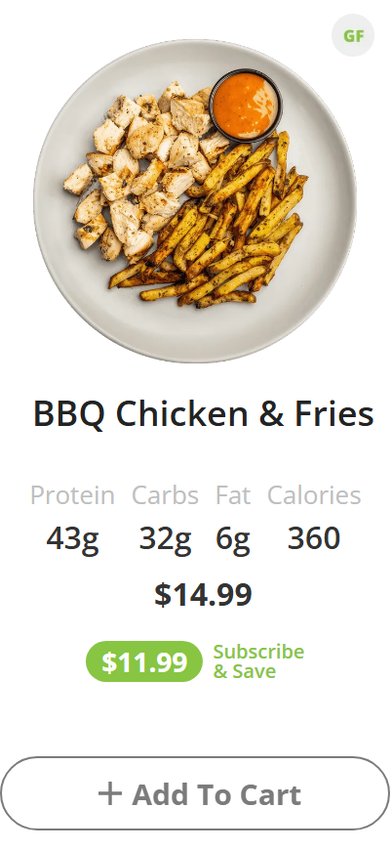 GF
BBQ Chicken & Fries
Protein Carbs Fat Calories
43g 32g 6g 360
$14.99
$11.99 Subscribe
& Save
+ Add To Cart